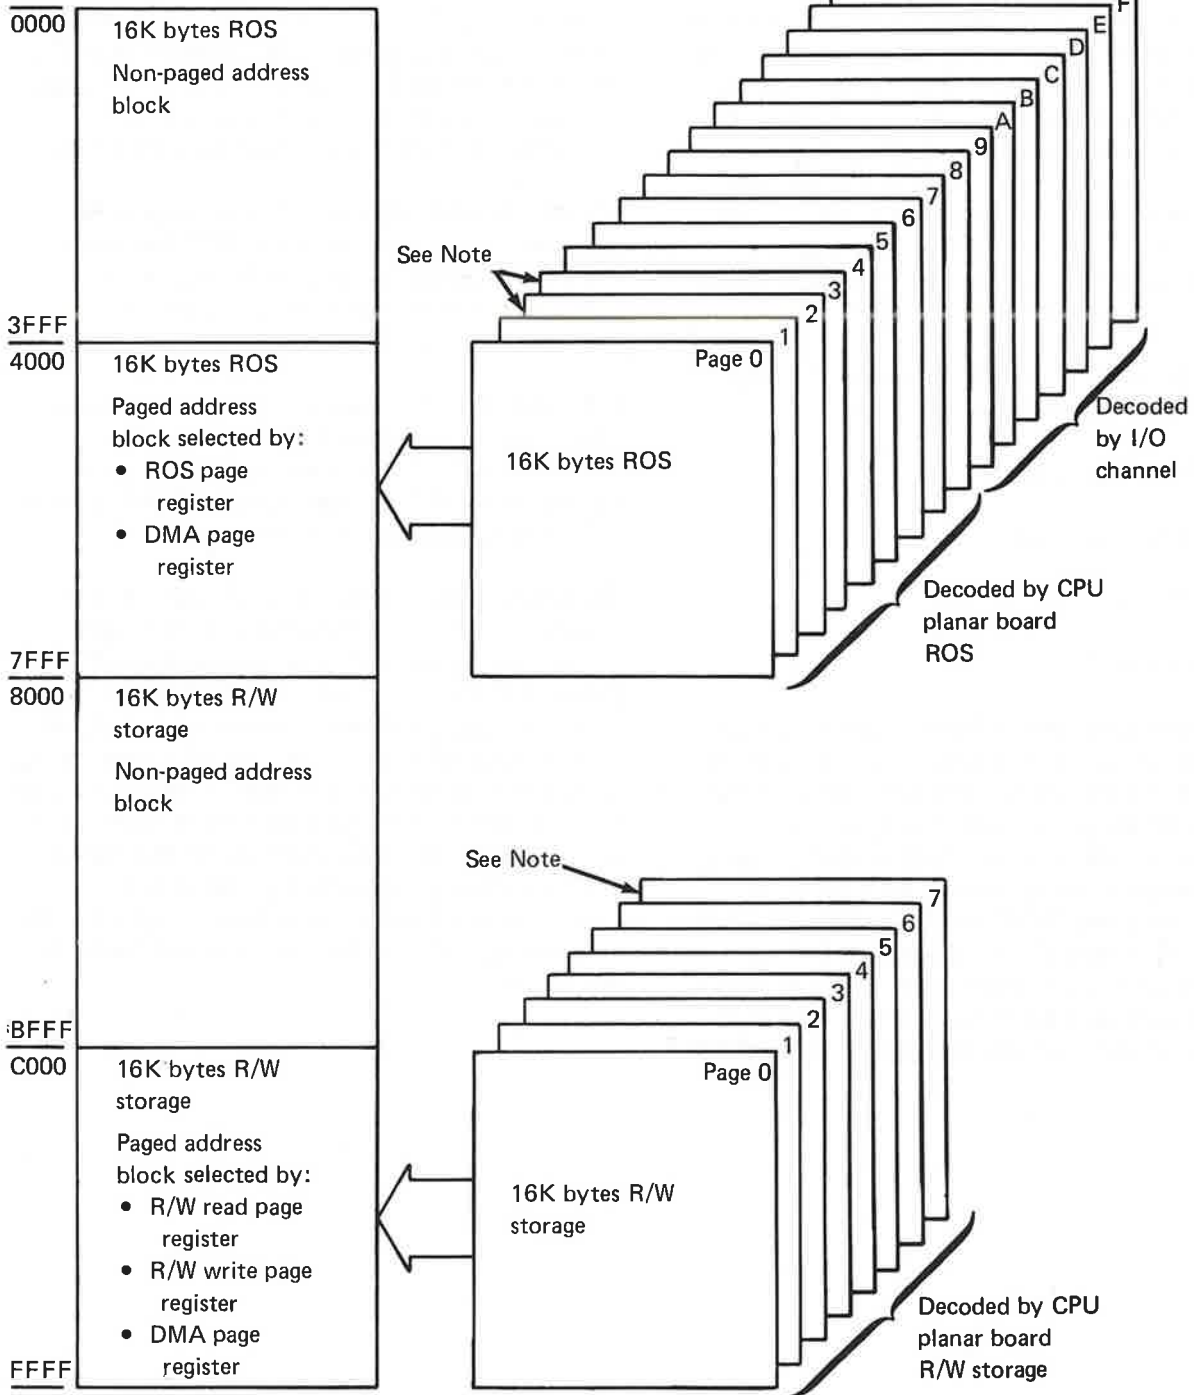 0000
16K bytes ROS
Non-paged address
block
3FFF
4000
16K bytes ROS
Paged address
block selected by:
• ROS page
register
• DMA page
register
7FFF
8000
16K bytes R/W
storage
Non-paged address
block
BFFF
C000
16K bytes R/W
storage
Paged address
block selected by:
• R/W read page
register
• R/W write page
register
• DMA page
register
FFFF
F
E
D
C
B
A
9
8
7
6
5
4
3
2
1
Page 0
See Note
16K bytes ROS
Decoded
by I/O
channel
Decoded by CPU
planar board
ROS
See Note
7
6
5
4
3
2
1
Page 0
16K bytes R/W
storage
Decoded by CPU
planar board
R/W storage